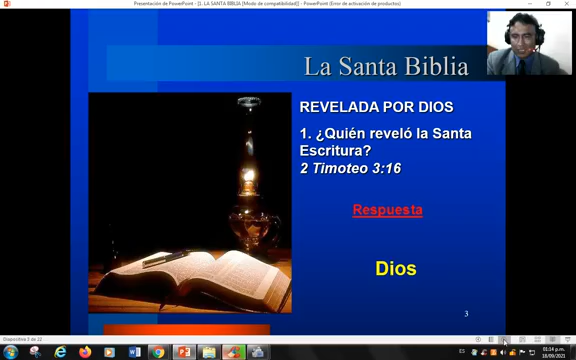 Presentación de PowerPoint - [1. LA SANTA BIBLIA [Modo de compatibilidad]] - PowerPoint (Error de activación de productos)
La Santa Biblia
REVELADA POR DIOS
1. ¿Quién reveló la Santa
Escritura?
2 Timoteo 3:16
Respuesta
Dios
3
Diapositiva 3 de 22
ES
01:14 p.m.
18/09/2021